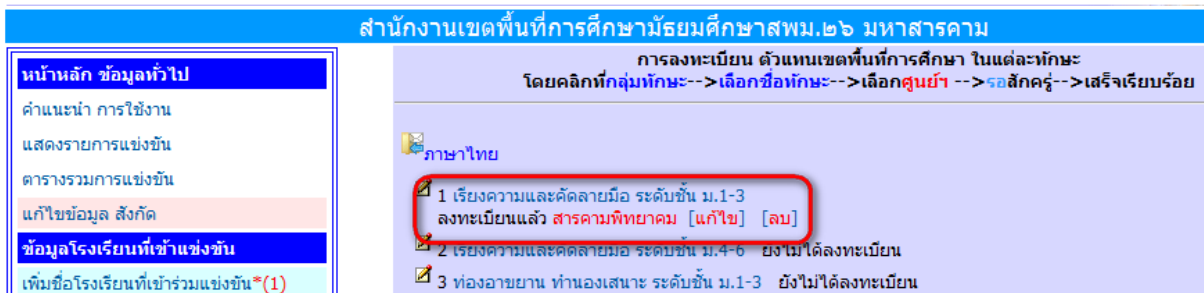 สำนักงานเขตพื้นที่การศึกษามัธยมศึกษาสพม.๒๖ มหาสารคาม
หน้าหลัก ข้อมูลทั่วไป
คำแนะนำ การใช้งาน
แสดงรายการแข่งขัน
ตารางรวมการแข่งขัน
แก้ไขข้อมูล สังกัด
ข้อมูลโรงเรียนที่เข้าแข่งขัน
เพิ่มชื่อโรงเรียนที่เข้าร่วมแข่งขัน*(1)
การลงทะเบียน ตัวแทนเขตพื้นที่การศึกษา ในแต่ละทักษะ
โดยคลิกที่กลุ่มทักษะ-->เลือกชื่อทักษะ-->เลือกศูนย์ฯ -->รอสักครู่-->เสร็จเรียบร้อย
ภาษาไทย
1 เรียงความและคัดลายมือ ระดับชั้น ม.1-3
ลงทะเบียนแล้ว สารคามพิทยาคม [แก้ไข] [ลบ]
2 เรียงความและคัดลายมือ ระดับชั้น ม.4-6 ยังไม่ได้ลงทะเบียน
3 ท่องอาขยาน ทำนองเสนาะ ระดับชั้น ม.1-3 ยังไม่ได้ลงทะเบียน